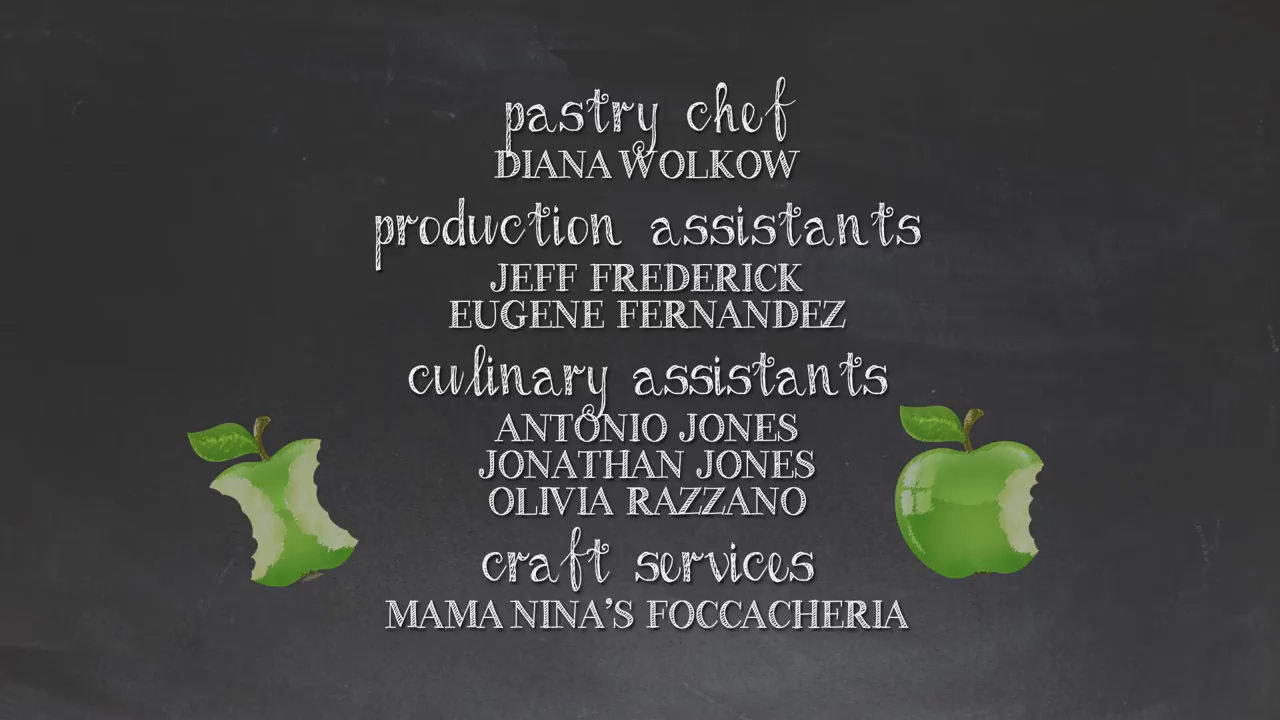 pastry chef
DIANA WOLKOW
production assistants
JEFF FREDERICK
EUGENE FERNANDEZ
culinary assistants
ANTONIO JONES
JONATHAN JONES
OLIVIA RAZZANO
craft services
MAMA NINA'S FOCCACHERIA